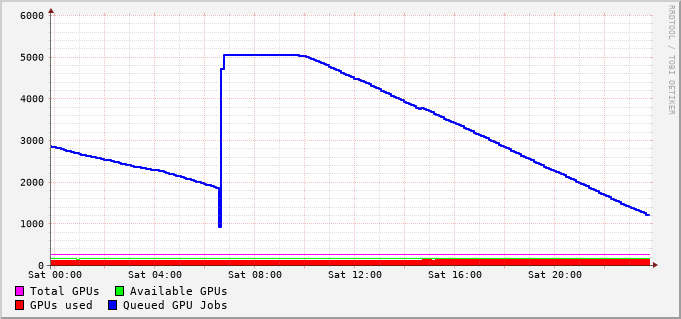 6000
5000
4000
3000
2000
1000
0
Sat 00:00 Sat 04:00 Sat 08:00 Sat 12:00 Sat 16:00 Sat 20:00
Total GPUs Available GPUs
GPUs used Queued GPU Jobs
RRDTOOL / TOBI OETIKER